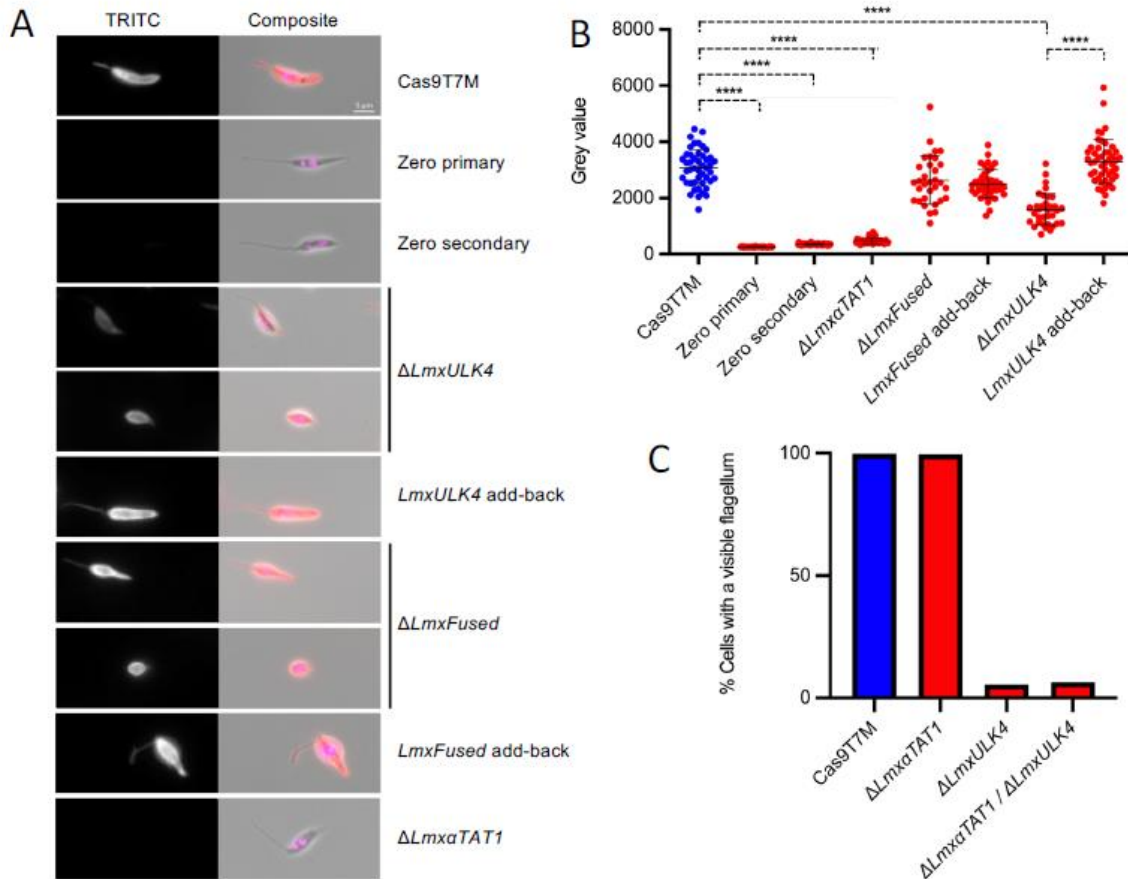 A
TRITC
Composite
Cas9T7M
5 µm
Zero primary
Zero secondary
ΔLmxULK4
LmxULK4 add-back
ΔLmxFused
LmxFused add-back
ΔLmxαTAT1
B
****
****
****
****
****
Grey value
8000
6000
4000
2000
0
Cas9T7M
Zero primary
Zero secondary
ΔLmxαTAT1
ΔLmxFused
LmxFused add-back
ΔLmxULK4
LmxULK4 add-back
C
% Cells with a visible flagellum
100
50
0
Cas9T7M
ΔLmxαTAT1
ΔLmxULK4
ΔLmxαTAT1 / ΔLmxULK4